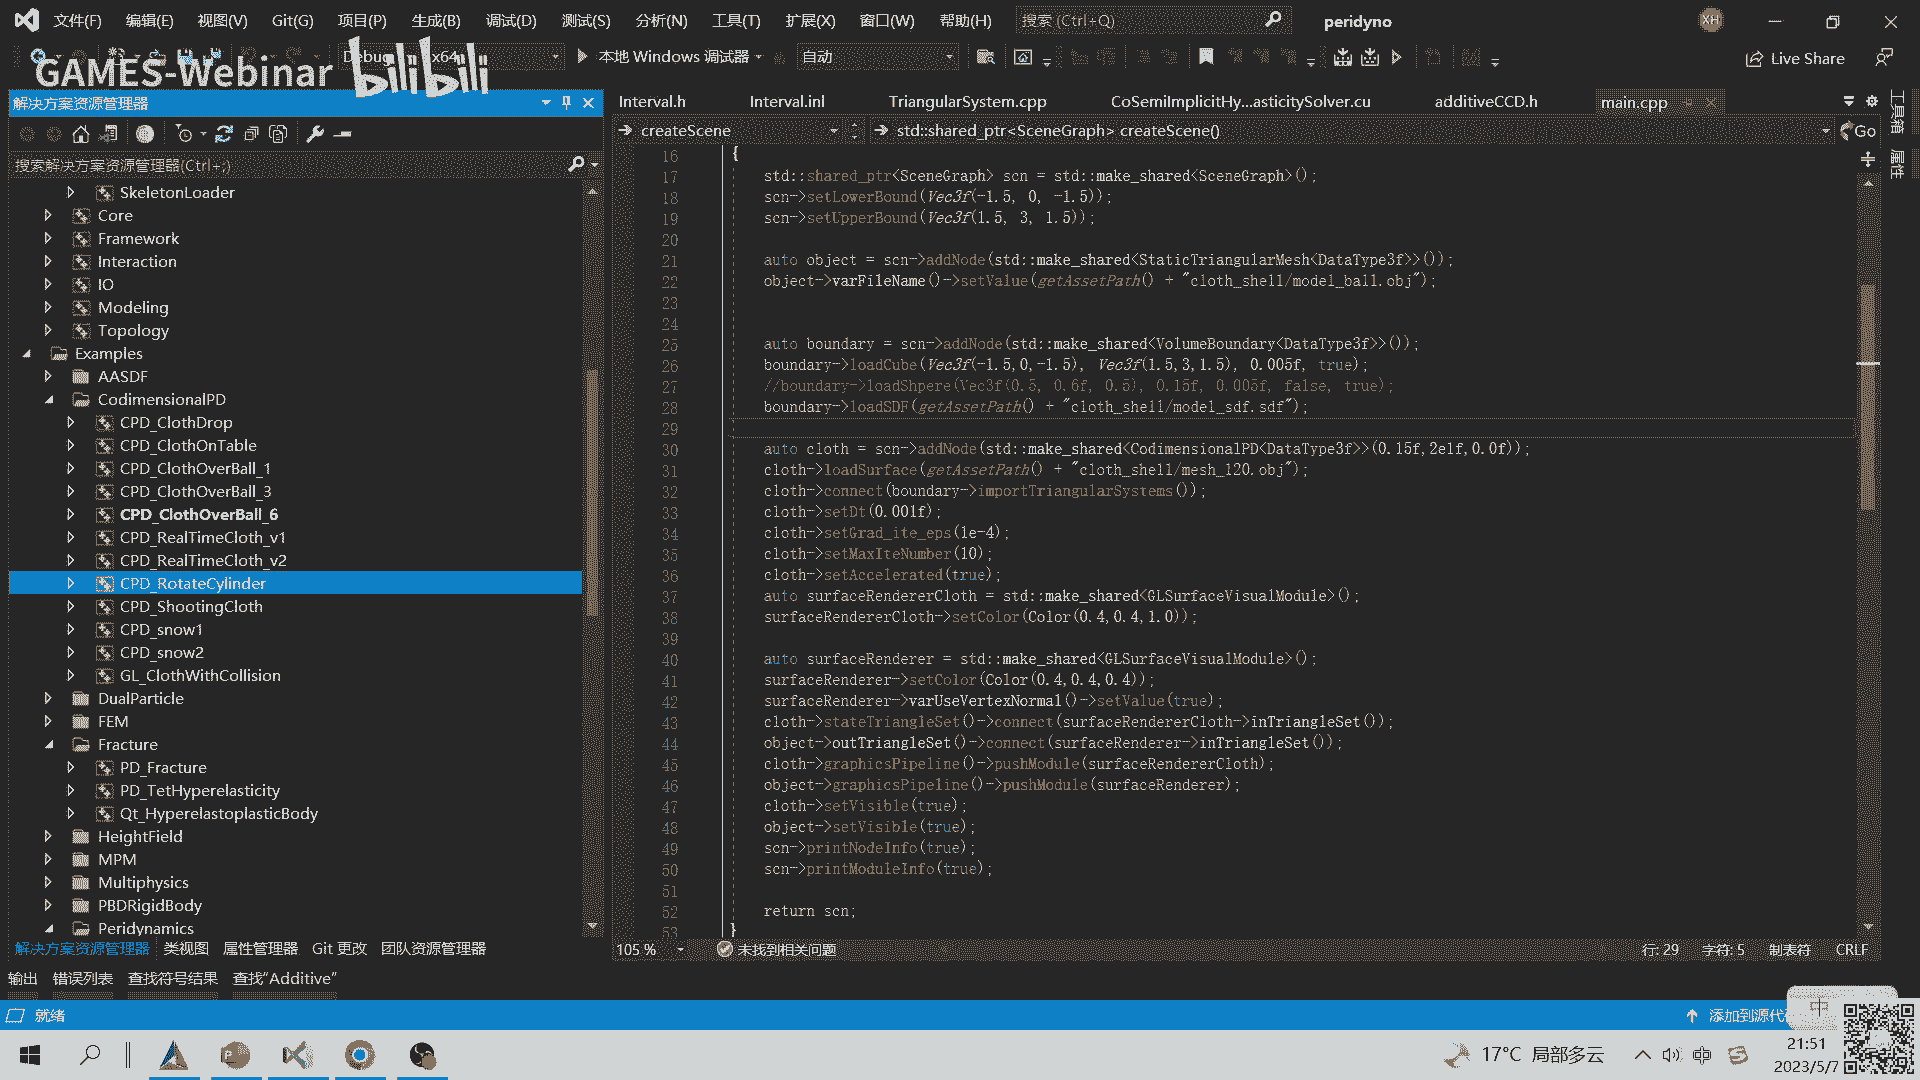 文件(F) 编辑(E) 视图(V) Git(G) 项目(P) 生成(B) 调试(D) 测试(S) 分析(N) 工具(T) 扩展(X) 窗口(W) 帮助(H) 搜索 (Ctrl+Q) peridyno XH
Debug x64 本地 Windows 调试器 自动 Live Share
GAMES-Webinar bilibili
解决方案资源管理器
搜索解决方案资源管理器(Ctrl+;)
SkeletonLoader
Core
Framework
Interaction
IO
Modeling
Topology
Examples
AASDF
CodimensionalPD
CPD_ClothDrop
CPD_ClothOnTable
CPD_ClothOverBall_1
CPD_ClothOverBall_3
CPD_ClothOverBall_6
CPD_RealTimeCloth_v1
CPD_RealTimeCloth_v2
CPD_RotateCylinder
CPD_ShootingCloth
CPD_snow1
CPD_snow2
GL_ClothWithCollision
DualParticle
FEM
Fracture
PD_Fracture
PD_TetHyperelasticity
Qt_HyperelastoplasticBody
HeightField
MPM
Multiphysics
PBDRigidBody
Peridynamics
解决方案资源管理器 类视图 属性管理器 Git 更改 团队资源管理器
Interval.h Interval.inl TriangularSystem.cpp CoSemiImplicitHy...asticitySolver.cu additiveCCD.h main.cpp
createScene std::shared_ptr<SceneGraph> createScene() Go
工具箱
属性
16 {
17 std::shared_ptr<SceneGraph> scn = std::make_shared<SceneGraph>();
18 scn->setLowerBound(Vec3f(-1.5, 0, -1.5));
19 scn->setUpperBound(Vec3f(1.5, 3, 1.5));
20
21 auto object = scn->addNode(std::make_shared<StaticTriangularMesh<DataType3f>>());
22 object->varFileName()->setValue(getAssetPath() + "cloth_shell/model_ball.obj");
23
24
25 auto boundary = scn->addNode(std::make_shared<VolumeBoundary<DataType3f>>());
26 boundary->loadCube(Vec3f(-1.5,0,-1.5), Vec3f(1.5,3,1.5), 0.005f, true);
27 //boundary->loadShpere(Vec3f(0.5, 0.6f, 0.5), 0.15f, 0.005f, false, true);
28 boundary->loadSDF(getAssetPath() + "cloth_shell/model_sdf.sdf");
29
30 auto cloth = scn->addNode(std::make_shared<CodimensionalPD<DataType3f>>(0.15f,2e1f,0.0f));
31 cloth->loadSurface(getAssetPath() + "cloth_shell/mesh_120.obj");
32 cloth->connect(boundary->importTriangularSystems());
33 cloth->setDt(0.001f);
34 cloth->setGrad_ite_eps(1e-4);
35 cloth->setMaxIteNumber(10);
36 cloth->setAccelerated(true);
37 auto surfaceRendererCloth = std::make_shared<GLSurfaceVisualModule>();
38 surfaceRendererCloth->setColor(Color(0.4,0.4,1.0));
39
40 auto surfaceRenderer = std::make_shared<GLSurfaceVisualModule>();
41 surfaceRenderer->setColor(Color(0.4,0.4,0.4));
42 surfaceRenderer->varUseVertexNormal()->setValue(true);
43 cloth->stateTriangleSet()->connect(surfaceRendererCloth->inTriangleSet());
44 object->outTriangleSet()->connect(surfaceRenderer->inTriangleSet());
45 cloth->graphicsPipeline()->pushModule(surfaceRendererCloth);
46 object->graphicsPipeline()->pushModule(surfaceRenderer);
47 cloth->setVisible(true);
48 object->setVisible(true);
49 scn->printNodeInfo(true);
50 scn->printModuleInfo(true);
51
52 return scn;
53 }
105 % 未找到相关问题 行: 29 字符: 5 制表符 CRLF
输出 错误列表 查找符号结果 查找"Additive"
就绪 添加到源代 中
17°C 局部多云 中 21:51
2023/5/7